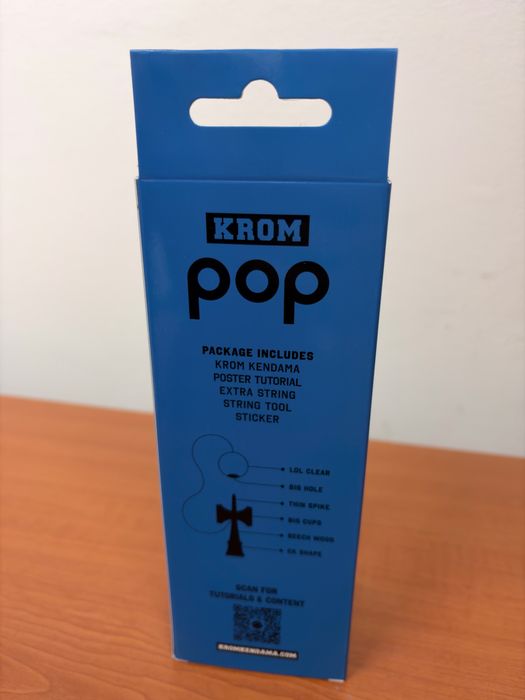 KROM
pop
PACKAGE INCLUDES
KROM KENDAMA
POSTER TUTORIAL
EXTRA STRING
STRING TOOL
STICKER
LOL CLEAR
BIG HOLE
THIN SPIKE
BIG CUPS
BEECH WOOD
OK SHAPE
SCAN FOR
TUTORIALS & CONTENT
KROMKENDAMA.COM